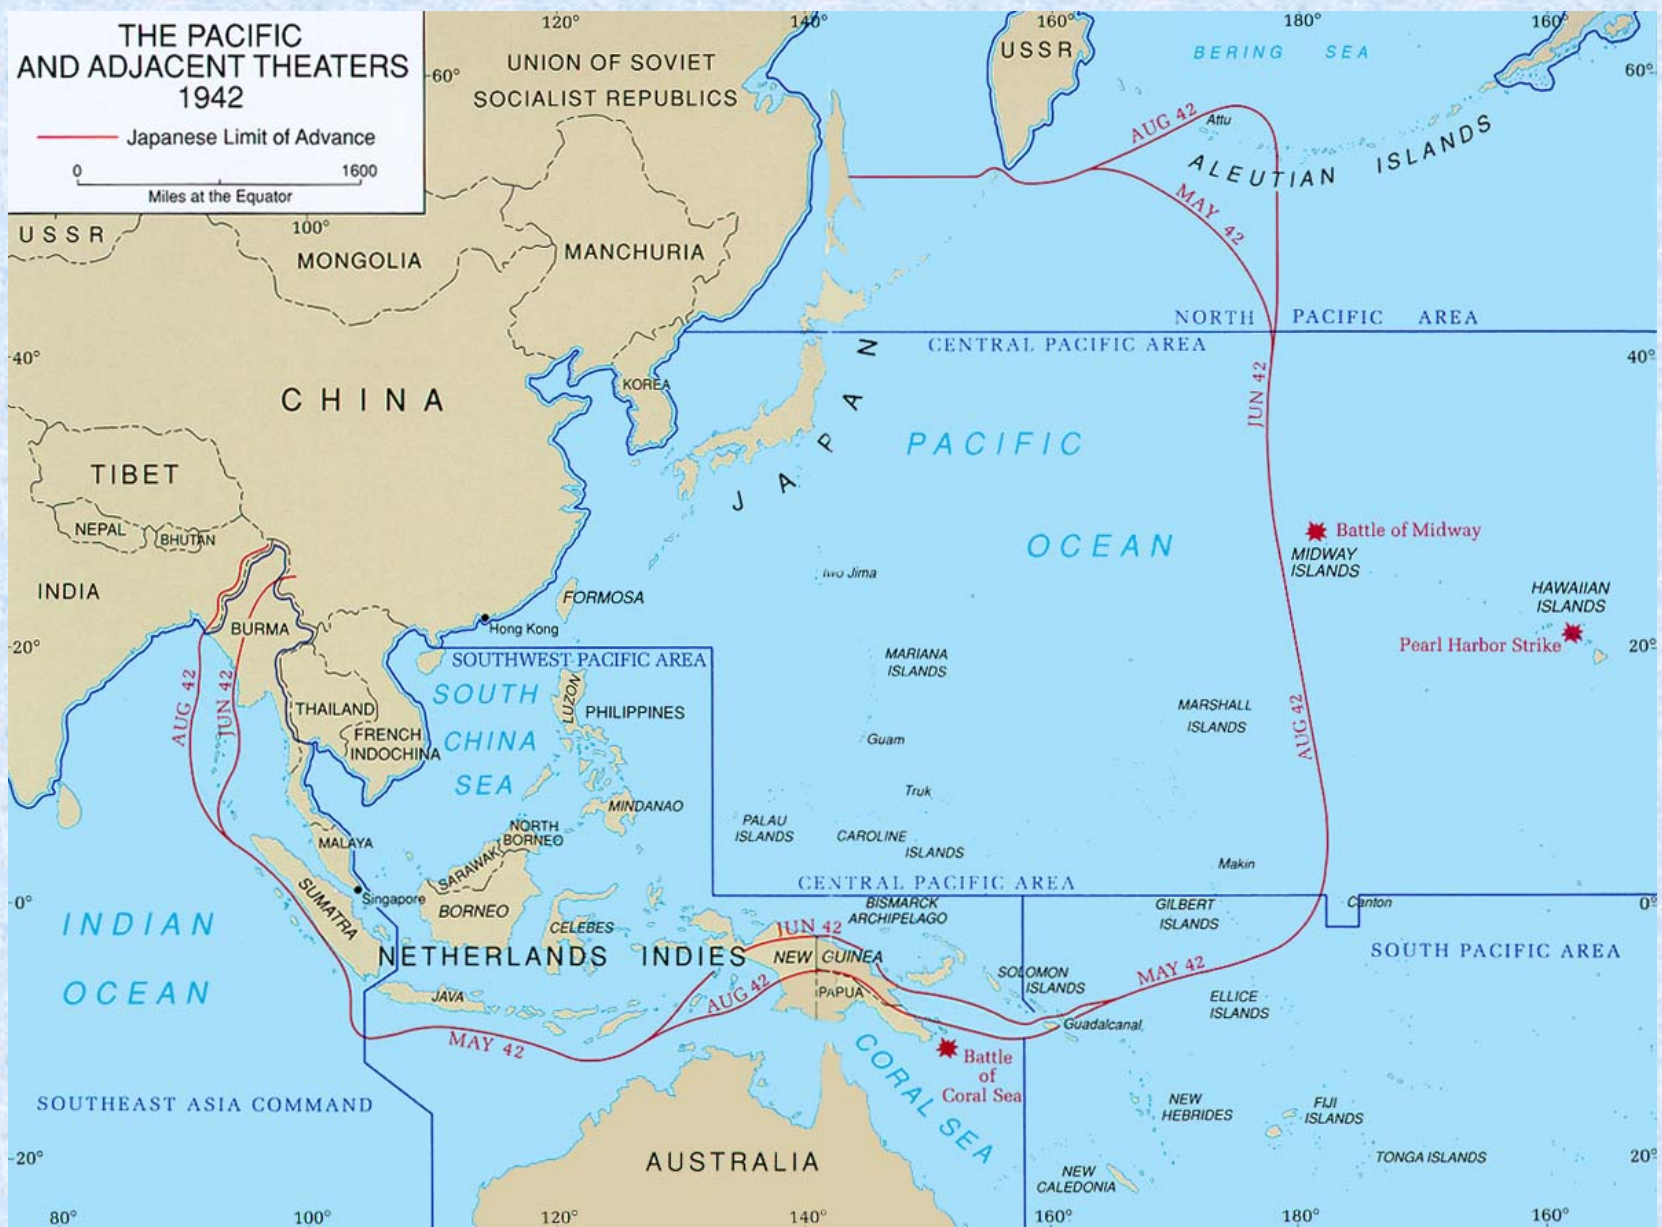 THE PACIFIC
AND ADJACENT THEATERS
1942
Japanese Limit of Advance
0 1600
Miles at the Equator
120° 140° 160° 180° 160°
60° 60°
UNION OF SOVIET
SOCIALIST REPUBLICS
USSR
BERING SEA
AUG 42
Attu
ALEUTIAN ISLANDS
MAY 42
USSR
100°
MONGOLIA
MANCHURIA
NORTH PACIFIC AREA
CENTRAL PACIFIC AREA
40° 40°
KOREA
CHINA
JAPAN
JUN 42
PACIFIC
OCEAN
TIBET
NEPAL
BHUTAN
INDIA
Battle of Midway
MIDWAY
ISLANDS
Iwo Jima
HAWAIIAN
ISLANDS
Pearl Harbor Strike
FORMOSA
Hong Kong
BURMA
20° 20°
SOUTHWEST PACIFIC AREA
MARIANA
ISLANDS
AUG 42
JUN 42
SOUTH
CHINA
SEA
LUZON
PHILIPPINES
THAILAND
FRENCH
INDOCHINA
MARSHALL
ISLANDS
AUG 42
Guam
Truk
MINDANAO
PALAU
ISLANDS
CAROLINE
ISLANDS
NORTH
BORNEO
MALAYA
SARAWAK
Makin
CENTRAL PACIFIC AREA
0° 0°
SUMATRA
Singapore
BORNEO
CELEBES
BISMARCK
ARCHIPELAGO
GILBERT
ISLANDS
Canton
INDIAN
OCEAN
NETHERLANDS INDIES
JUN 42
NEW GUINEA
SOUTH PACIFIC AREA
SOLOMON
ISLANDS
MAY 42
JAVA
AUG 42
PAPUA
ELLICE
ISLANDS
Guadalcanal
MAY 42
CORAL SEA
Battle
of
Coral Sea
SOUTHEAST ASIA COMMAND
NEW
HEBRIDES
FIJI
ISLANDS
AUSTRALIA
20° 20°
NEW
CALEDONIA
TONGA ISLANDS
80° 100° 120° 140° 160° 180° 160°